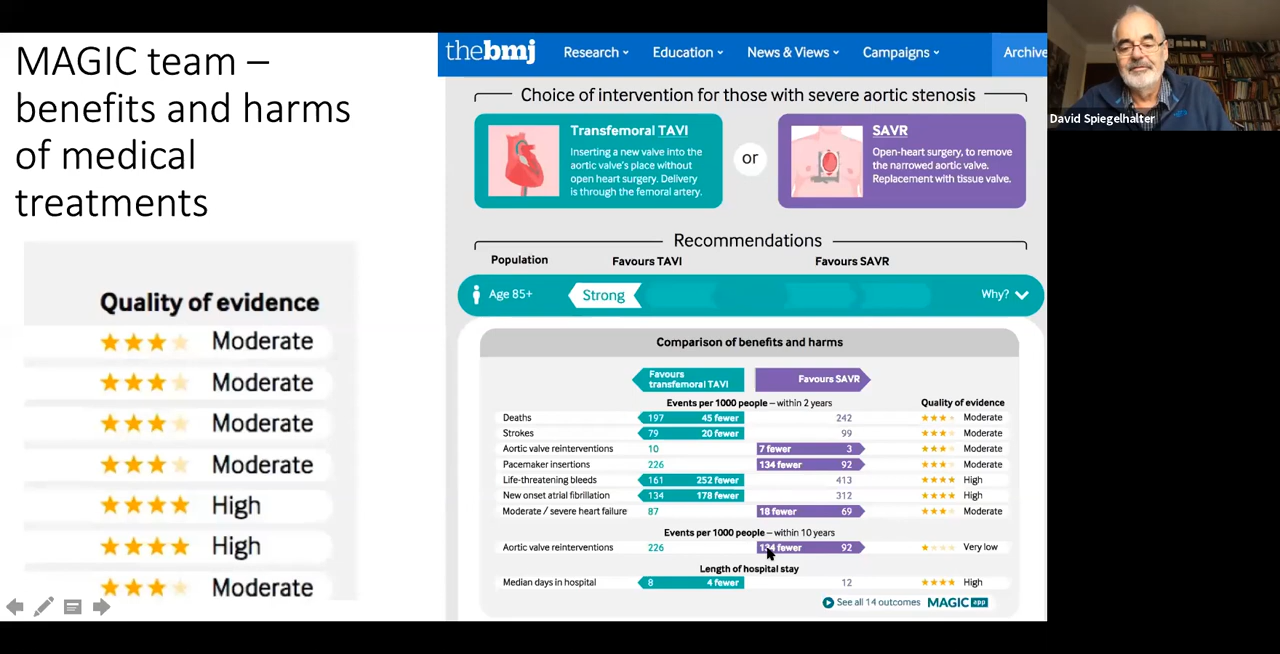 MAGIC team –
benefits and harms
of medical
treatments
Quality of evidence
★★★★ Moderate
★★★★ Moderate
★★★★ Moderate
★★★★ Moderate
★★★★ High
★★★★ High
★★★★ Moderate
thebmj Research Education News & Views Campaigns Archive
Choice of intervention for those with severe aortic stenosis
Transfemoral TAVI
Inserting a new valve into the
aortic valve's place without
open heart surgery. Delivery
is through the femoral artery.
or
SAVR
Open-heart surgery, to remove
the narrowed aortic valve.
Replacement with tissue valve.
Recommendations
Population Favours TAVI Favours SAVR
Age 85+ Strong Why?
Comparison of benefits and harms
Favours
transfemoral TAVI
Favours SAVR
Events per 1000 people – within 2 years Quality of evidence
Deaths 197 45 fewer 242 ★★★★ Moderate
Strokes 79 20 fewer 99 ★★★★ Moderate
Aortic valve reinterventions 10 7 fewer 3 ★★★★ Moderate
Pacemaker insertions 226 134 fewer 92 ★★★★ Moderate
Life-threatening bleeds 161 252 fewer 413 ★★★★ High
New onset atrial fibrillation 134 178 fewer 312 ★★★★ High
Moderate / severe heart failure 87 18 fewer 69 ★★★★ Moderate
Events per 1000 people – within 10 years
Aortic valve reinterventions 226 134 fewer 92 ★★★★ Very low
Length of hospital stay
Median days in hospital 8 4 fewer 12 ★★★★ High
See all 14 outcomes MAGIC app
David Spiegelhalter